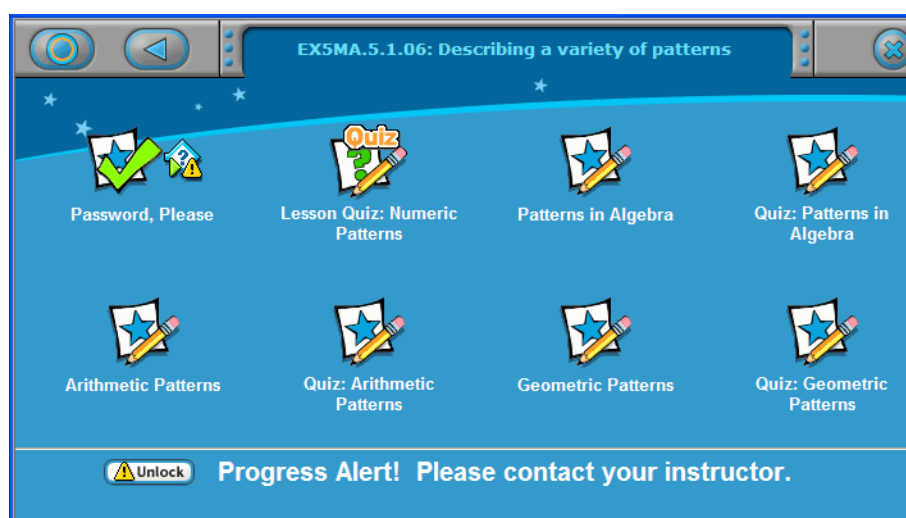 EX5MA.5.1.06: Describing a variety of patterns
Quiz
?
?
Password, Please
Lesson Quiz: Numeric
Patterns
Patterns in Algebra
Quiz: Patterns in
Algebra
Arithmetic Patterns
Quiz: Arithmetic
Patterns
Geometric Patterns
Quiz: Geometric
Patterns
! Unlock
Progress Alert! Please contact your instructor.